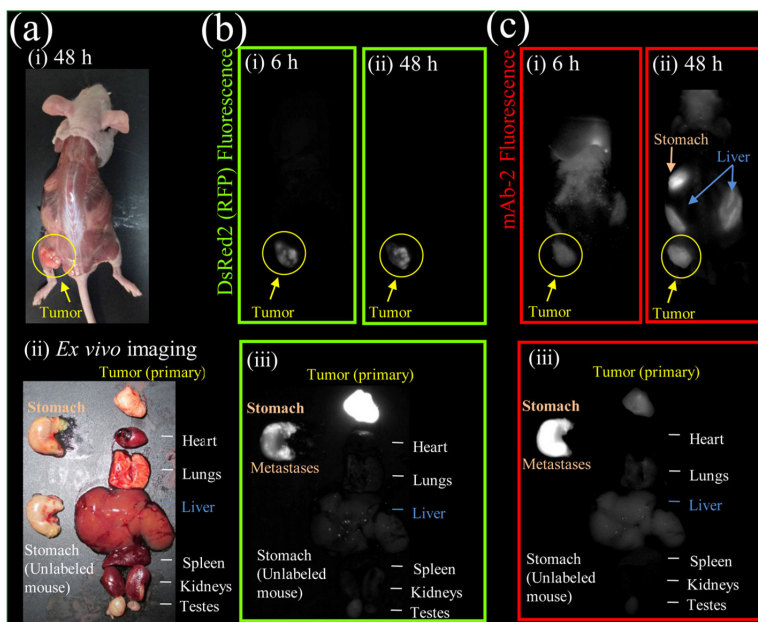 (a)
(i) 48 h
Tumor
(ii) Ex vivo imaging
Tumor (primary)
Stomach
Heart
Lungs
Liver
Stomach
(Unlabeled
mouse)
Spleen
Kidneys
Testes
(b)
DsRed2 (RFP) Fluorescence
(i) 6 h
(ii) 48 h
Tumor
Tumor
(iii)
Tumor (primary)
Stomach
Metastases
Heart
Lungs
Liver
Stomach
(Unlabeled
mouse)
Spleen
Kidneys
Testes
(c)
mAb-2 Fluorescence
(i) 6 h
(ii) 48 h
Stomach
Liver
Tumor
Tumor
(iii)
Tumor (primary)
Stomach
Metastases
Heart
Lungs
Liver
Stomach
(Unlabeled
mouse)
Spleen
Kidneys
Testes